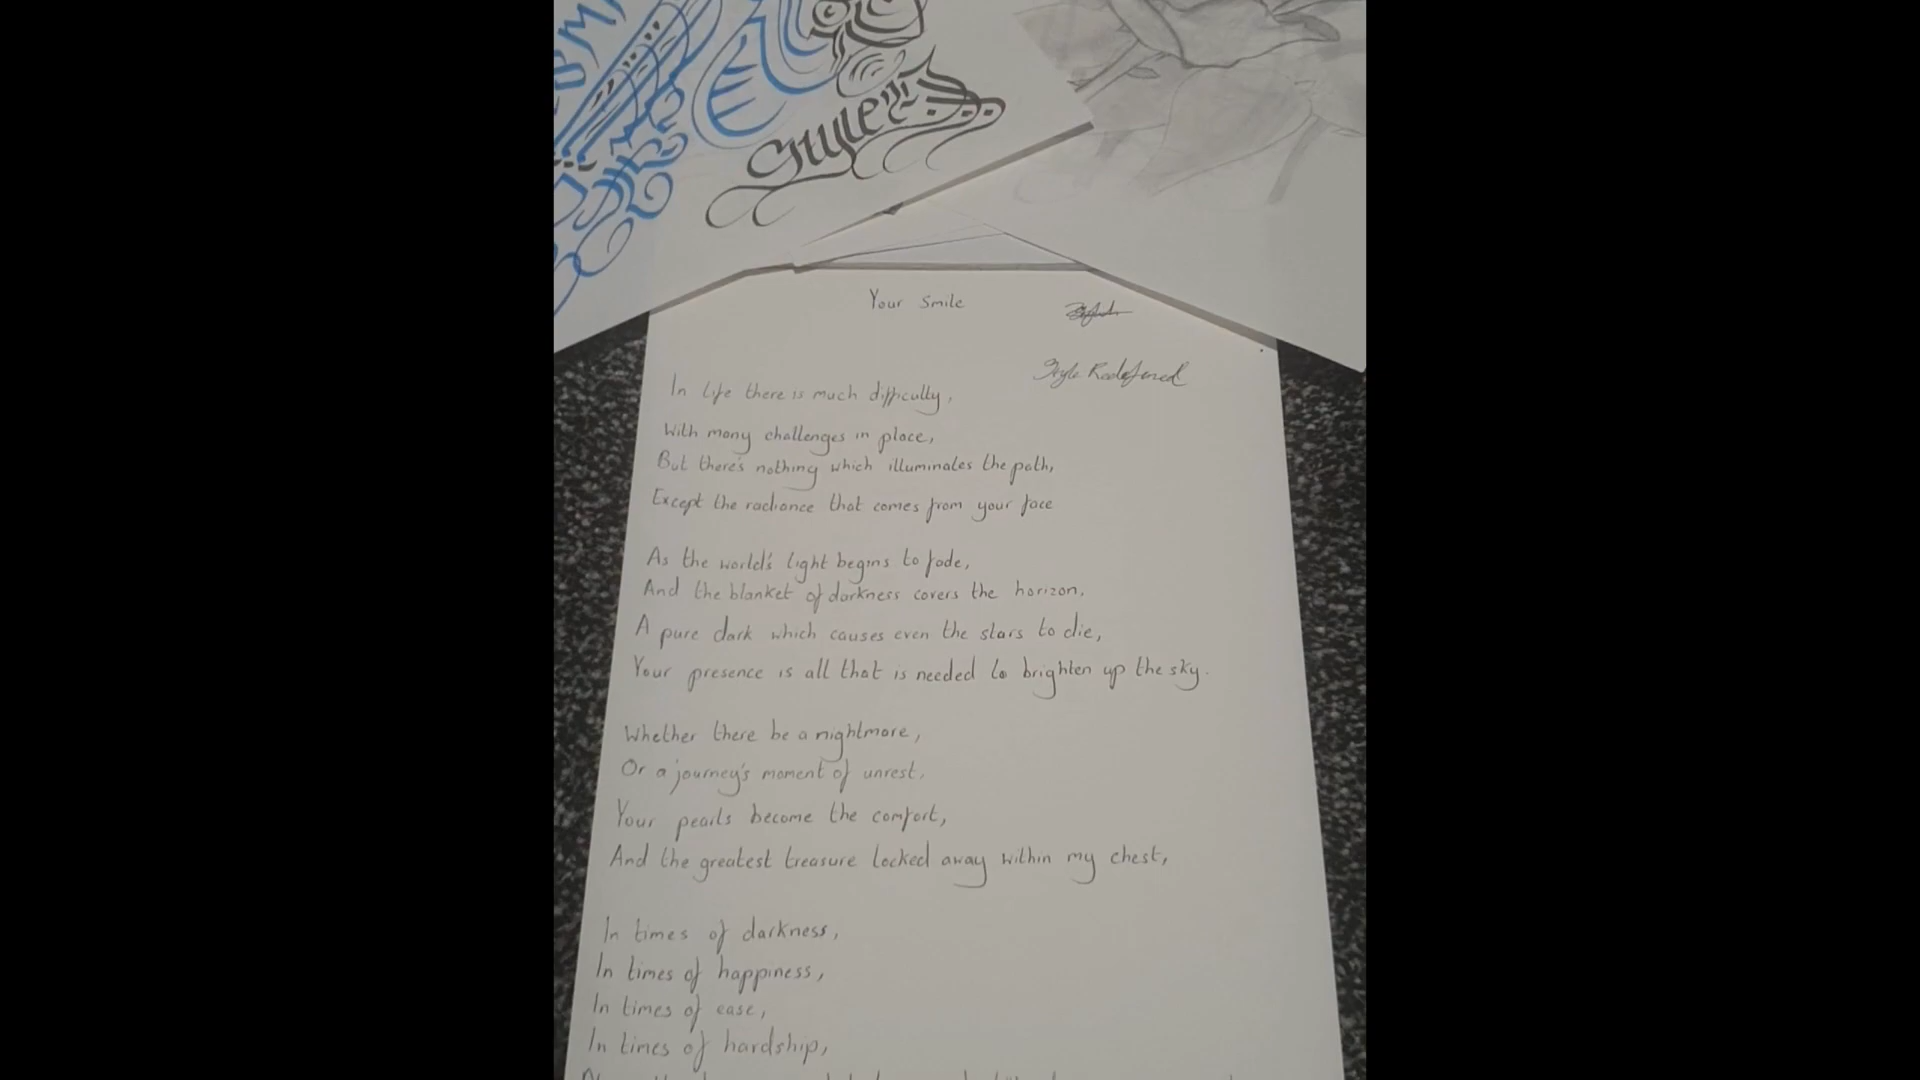 Style
Your Smile
Style Redefined
In life there is much difficulty,
With many challenges in place,
But there's nothing which illuminates the path,
Except the radiance that comes from your face
As the world's light begins to fade,
And the blanket of darkness covers the horizon,
A pure dark which causes even the stars to die,
Your presence is all that is needed to brighten up the sky.
Whether there be a nightmare,
Or a journey's moment of unrest,
Your pearls become the comfort,
And the greatest treasure locked away within my chest,
In times of darkness,
In times of happiness,
In times of ease,
In times of hardship,